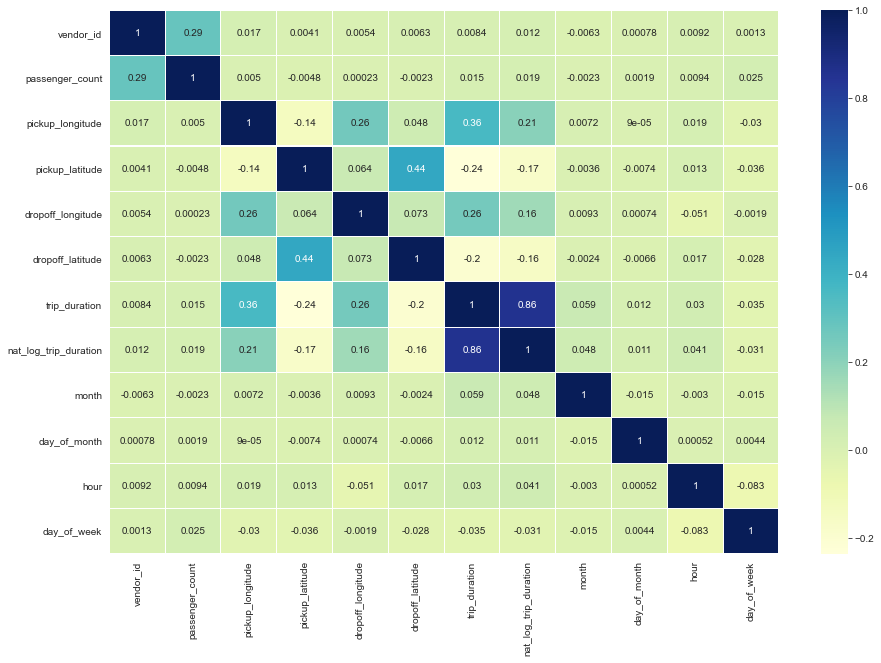 vendor_id 1 0.29 0.017 0.0041 0.0054 0.0063 0.0084 0.012 -0.0063 0.00078 0.0092 0.0013
passenger_count 0.29 1 0.005 -0.0048 0.00023 -0.0023 0.015 0.019 -0.0023 0.0019 0.0094 0.025
pickup_longitude 0.017 0.005 1 -0.14 0.26 0.048 0.36 0.21 0.0072 9e-05 0.019 -0.03
pickup_latitude 0.0041 -0.0048 -0.14 1 0.064 0.44 -0.24 -0.17 -0.0036 -0.0074 0.013 -0.036
dropoff_longitude 0.0054 0.00023 0.26 0.064 1 0.073 0.26 0.16 0.0093 0.00074 -0.051 -0.0019
dropoff_latitude 0.0063 -0.0023 0.048 0.44 0.073 1 -0.2 -0.16 -0.0024 -0.0066 0.017 -0.028
trip_duration 0.0084 0.015 0.36 -0.24 0.26 -0.2 1 0.86 0.059 0.012 0.03 -0.035
nat_log_trip_duration 0.012 0.019 0.21 -0.17 0.16 -0.16 0.86 1 0.048 0.011 0.041 -0.031
month -0.0063 -0.0023 0.0072 -0.0036 0.0093 -0.0024 0.059 0.048 1 -0.015 -0.003 -0.015
day_of_month 0.00078 0.0019 9e-05 -0.0074 0.00074 -0.0066 0.012 0.011 -0.015 1 0.00052 0.0044
hour 0.0092 0.0094 0.019 0.013 -0.051 0.017 0.03 0.041 -0.003 0.00052 1 -0.083
day_of_week 0.0013 0.025 -0.03 -0.036 -0.0019 -0.028 -0.035 -0.031 -0.015 0.0044 -0.083 1
vendor_id
passenger_count
pickup_longitude
pickup_latitude
dropoff_longitude
dropoff_latitude
trip_duration
nat_log_trip_duration
month
day_of_month
hour
day_of_week
1.0
0.8
0.6
0.4
0.2
0.0
−0.2